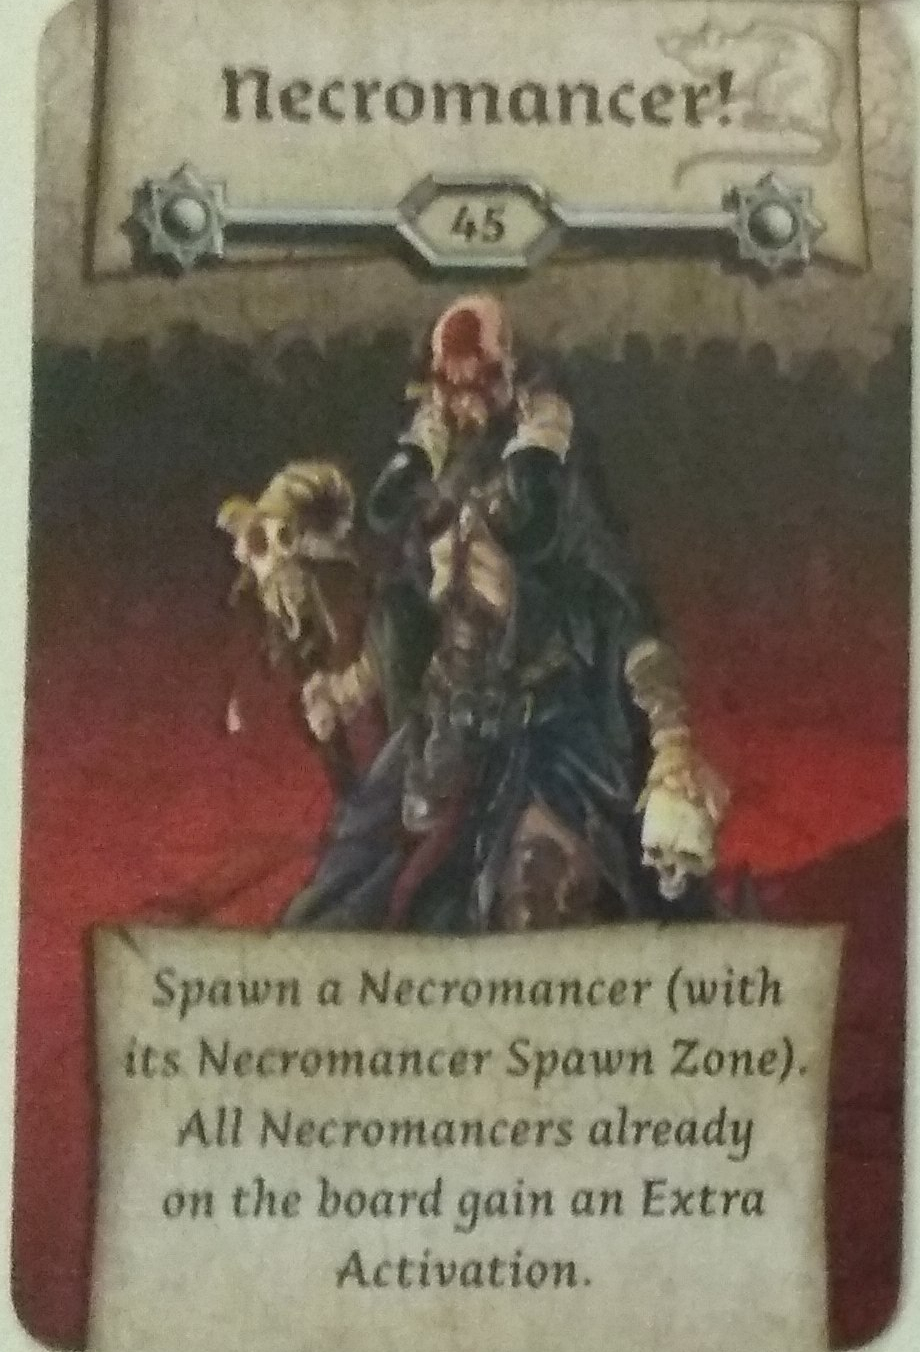 Necromancer!
45
Spawn a Necromancer (with
its Necromancer Spawn Zone).
All Necromancers already
on the board gain an Extra
Activation.